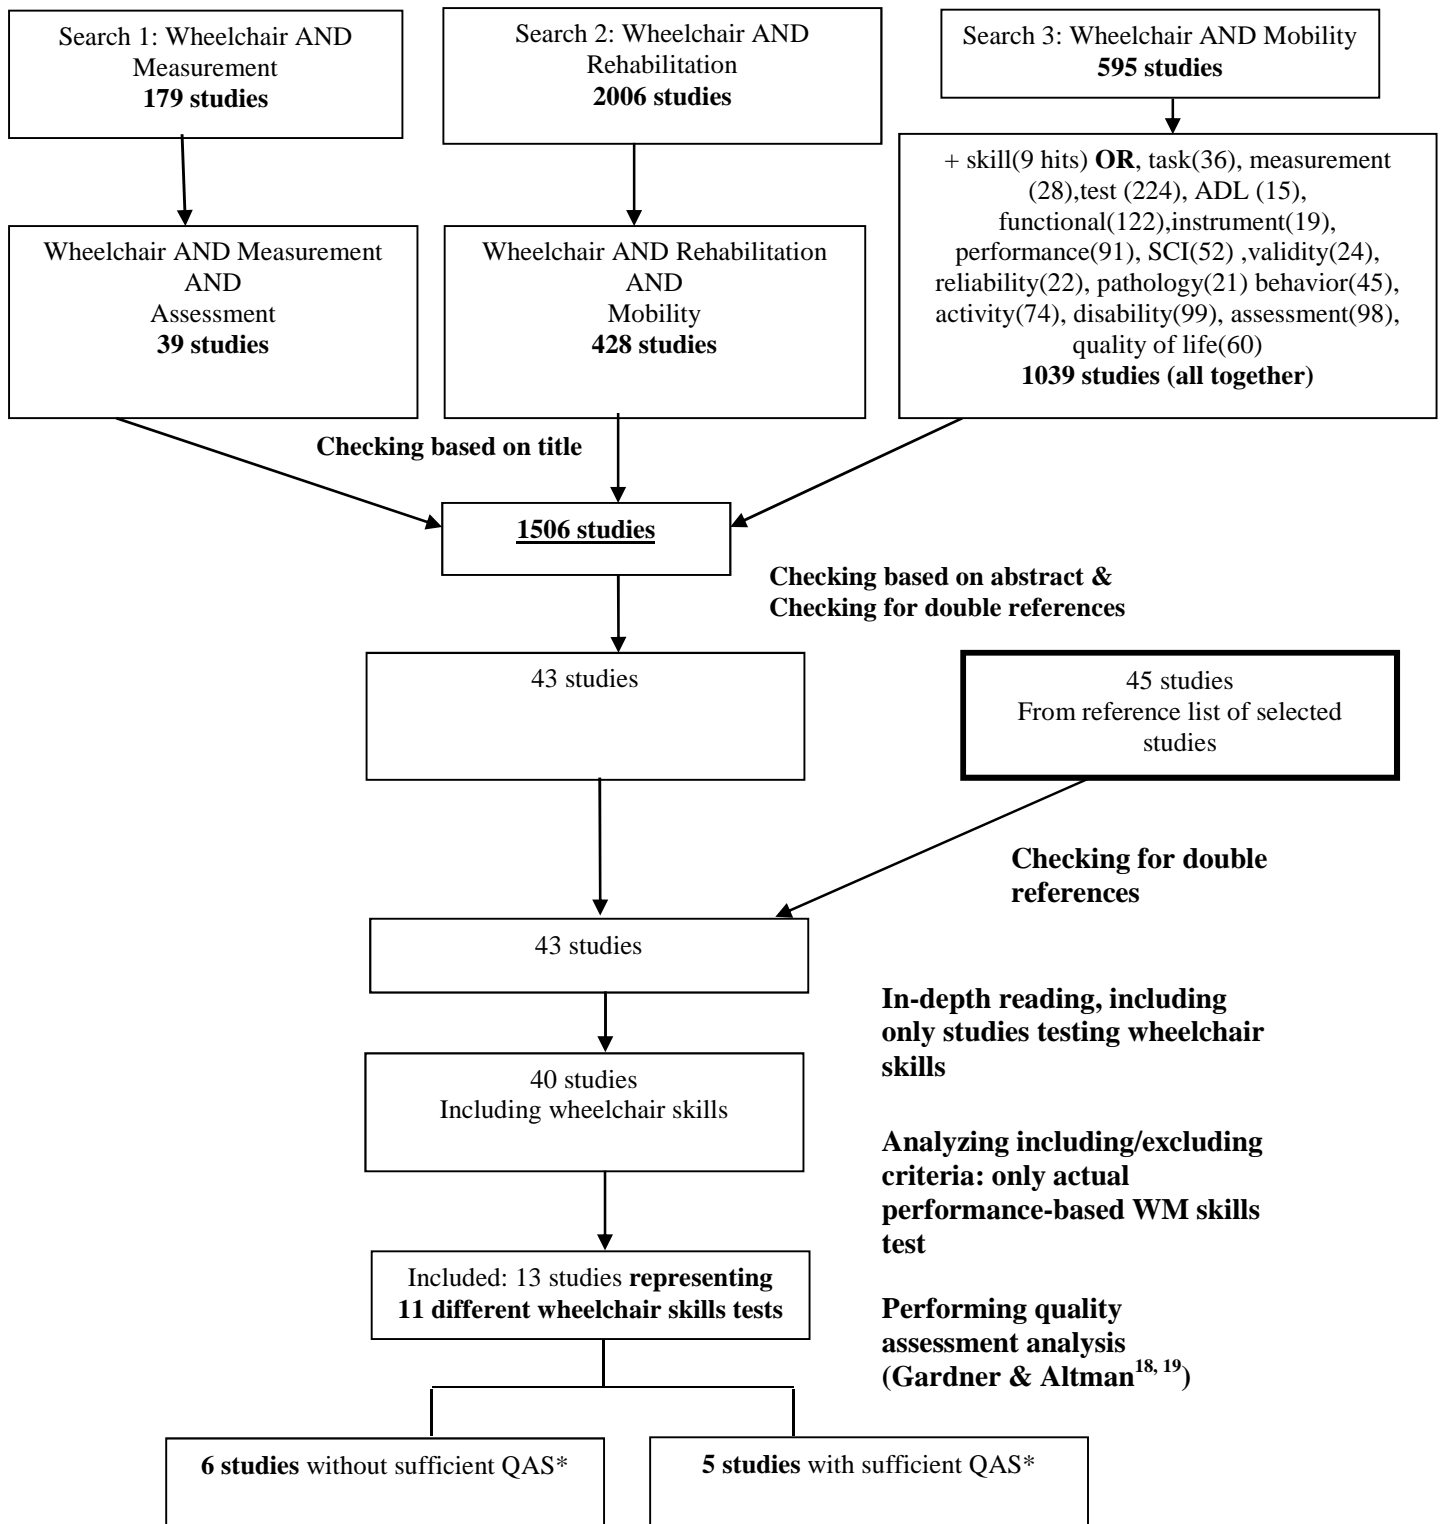 Search 1: Wheelchair AND
Measurement
179 studies
Search 2: Wheelchair AND
Rehabilitation
2006 studies
Search 3: Wheelchair AND Mobility
595 studies
Wheelchair AND Measurement
AND
Assessment
39 studies
Wheelchair AND Rehabilitation
AND
Mobility
428 studies
+ skill(9 hits) OR, task(36), measurement
(28),test (224), ADL (15),
functional(122),instrument(19),
performance(91), SCI(52) ,validity(24),
reliability(22), pathology(21) behavior(45),
activity(74), disability(99), assessment(98),
quality of life(60)
1039 studies (all together)
Checking based on title
1506 studies
Checking based on abstract &
Checking for double references
43 studies
45 studies
From reference list of selected
studies
Checking for double
references
43 studies
In-depth reading, including
only studies testing wheelchair
skills
40 studies
Including wheelchair skills
Analyzing including/excluding
criteria: only actual
performance-based WM skills
test
Included: 13 studies representing
11 different wheelchair skills tests
Performing quality
assessment analysis
(Gardner & Altman18, 19)
6 studies without sufficient QAS*
5 studies with sufficient QAS*